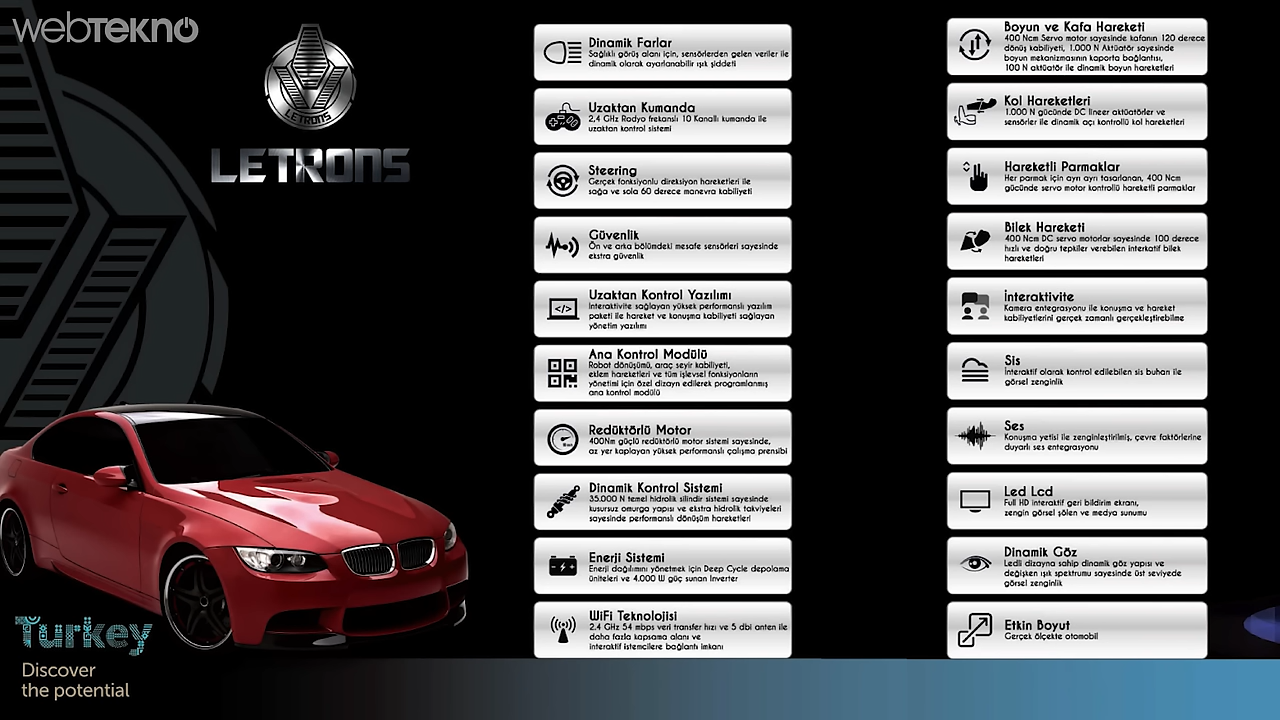 webTEKNO
LETRONS
LETRONS
Dinamik Farlar
Sağlıklı görüş alanı için, sensörlerden gelen veriler ile
dinamik olarak ayarlanabilir ışık şiddeti
Uzaktan Kumanda
2,4 GHz Radyo frekanslı 10 Kanallı kumanda ile
uzaktan kontrol sistemi
Steering
Gerçek fonksiyonlu direksiyon hareketleri ile
sağa ve sola 60 derece manevra kabiliyeti
Güvenlik
Ön ve arka bölümdeki mesafe sensörleri sayesinde
ekstra güvenlik
Uzaktan Kontrol Yazılımı
İnteraktivite sağlayan yüksek performanslı yazılım
paketi ile hareket ve konuşma kabiliyeti sağlayan
yönetim yazılımı
Ana Kontrol Modülü
Robot dönüşümü, araç seyir kabiliyeti,
eklem hareketleri ve tüm işlevsel fonksiyonların
yönetimi için özel dizayn edilerek programlanmış
ana kontrol modülü
Redüktörlü Motor
400Nm güçlü redüktörlü motor sistemi sayesinde,
az yer kaplayan yüksek performanslı çalışma prensibi
Dinamik Kontrol Sistemi
35.000 N temel hidrolik silindir sistemi sayesinde
kusursuz omurga yapısı ve ekstra hidrolik takviyeleri
sayesinde performanslı dönüşüm hareketleri
Enerji Sistemi
Enerji dağılımını yönetmek için Deep Cycle depolama
üniteleri ve 4.000 W güç sunan Inverter
WiFi Teknolojisi
2.4 GHz 54 mbps veri transfer hızı ve 5 dbi anten ile
daha fazla kapsama alanı ve
interaktif istemcilere bağlantı imkanı
Boyun ve Kafa Hareketi
400 Ncm Servo motor sayesinde kafanın 120 derece
dönüş kabiliyeti, 1.000 N Aktüatör sayesinde
boyun mekanizmasının kaporta bağlantısı,
100 N aktüatör ile dinamik boyun hareketleri
Kol Hareketleri
1.000 N gücünde DC lineer aktüatörler ve
sensörler ile dinamik açı kontrollü kol hareketleri
Hareketli Parmaklar
Her parmak için ayrı ayrı tasarlanan, 400 Ncm
gücünde servo motor kontrollü hareketli parmaklar
Bilek Hareketi
400 Ncm DC servo motorlar sayesinde 100 derece
hızlı ve doğru tepkiler verebilen interkatif bilek
hareketleri
İnteraktivite
Kamera entegrasyonu ile konuşma ve hareket
kabiliyetlerini gerçek zamanlı gerçekleştirebilme
Sis
İnteraktif olarak kontrol edilebilen sis buharı ile
görsel zenginlik
Ses
Konuşma yetisi ile zenginleştirilmiş, çevre faktörlerine
duyarlı ses entegrasyonu
Led Lcd
Full HD interaktif geri bildirim ekranı,
zengin görsel şölen ve medya sunumu
Dinamik Göz
Ledli dizayna sahip dinamik göz yapısı ve
değişken ışık spektrumu sayesinde üst seviyede
görsel zenginlik
Etkin Boyut
Gerçek ölçekte otomobil
Turkey
Discover
the potential